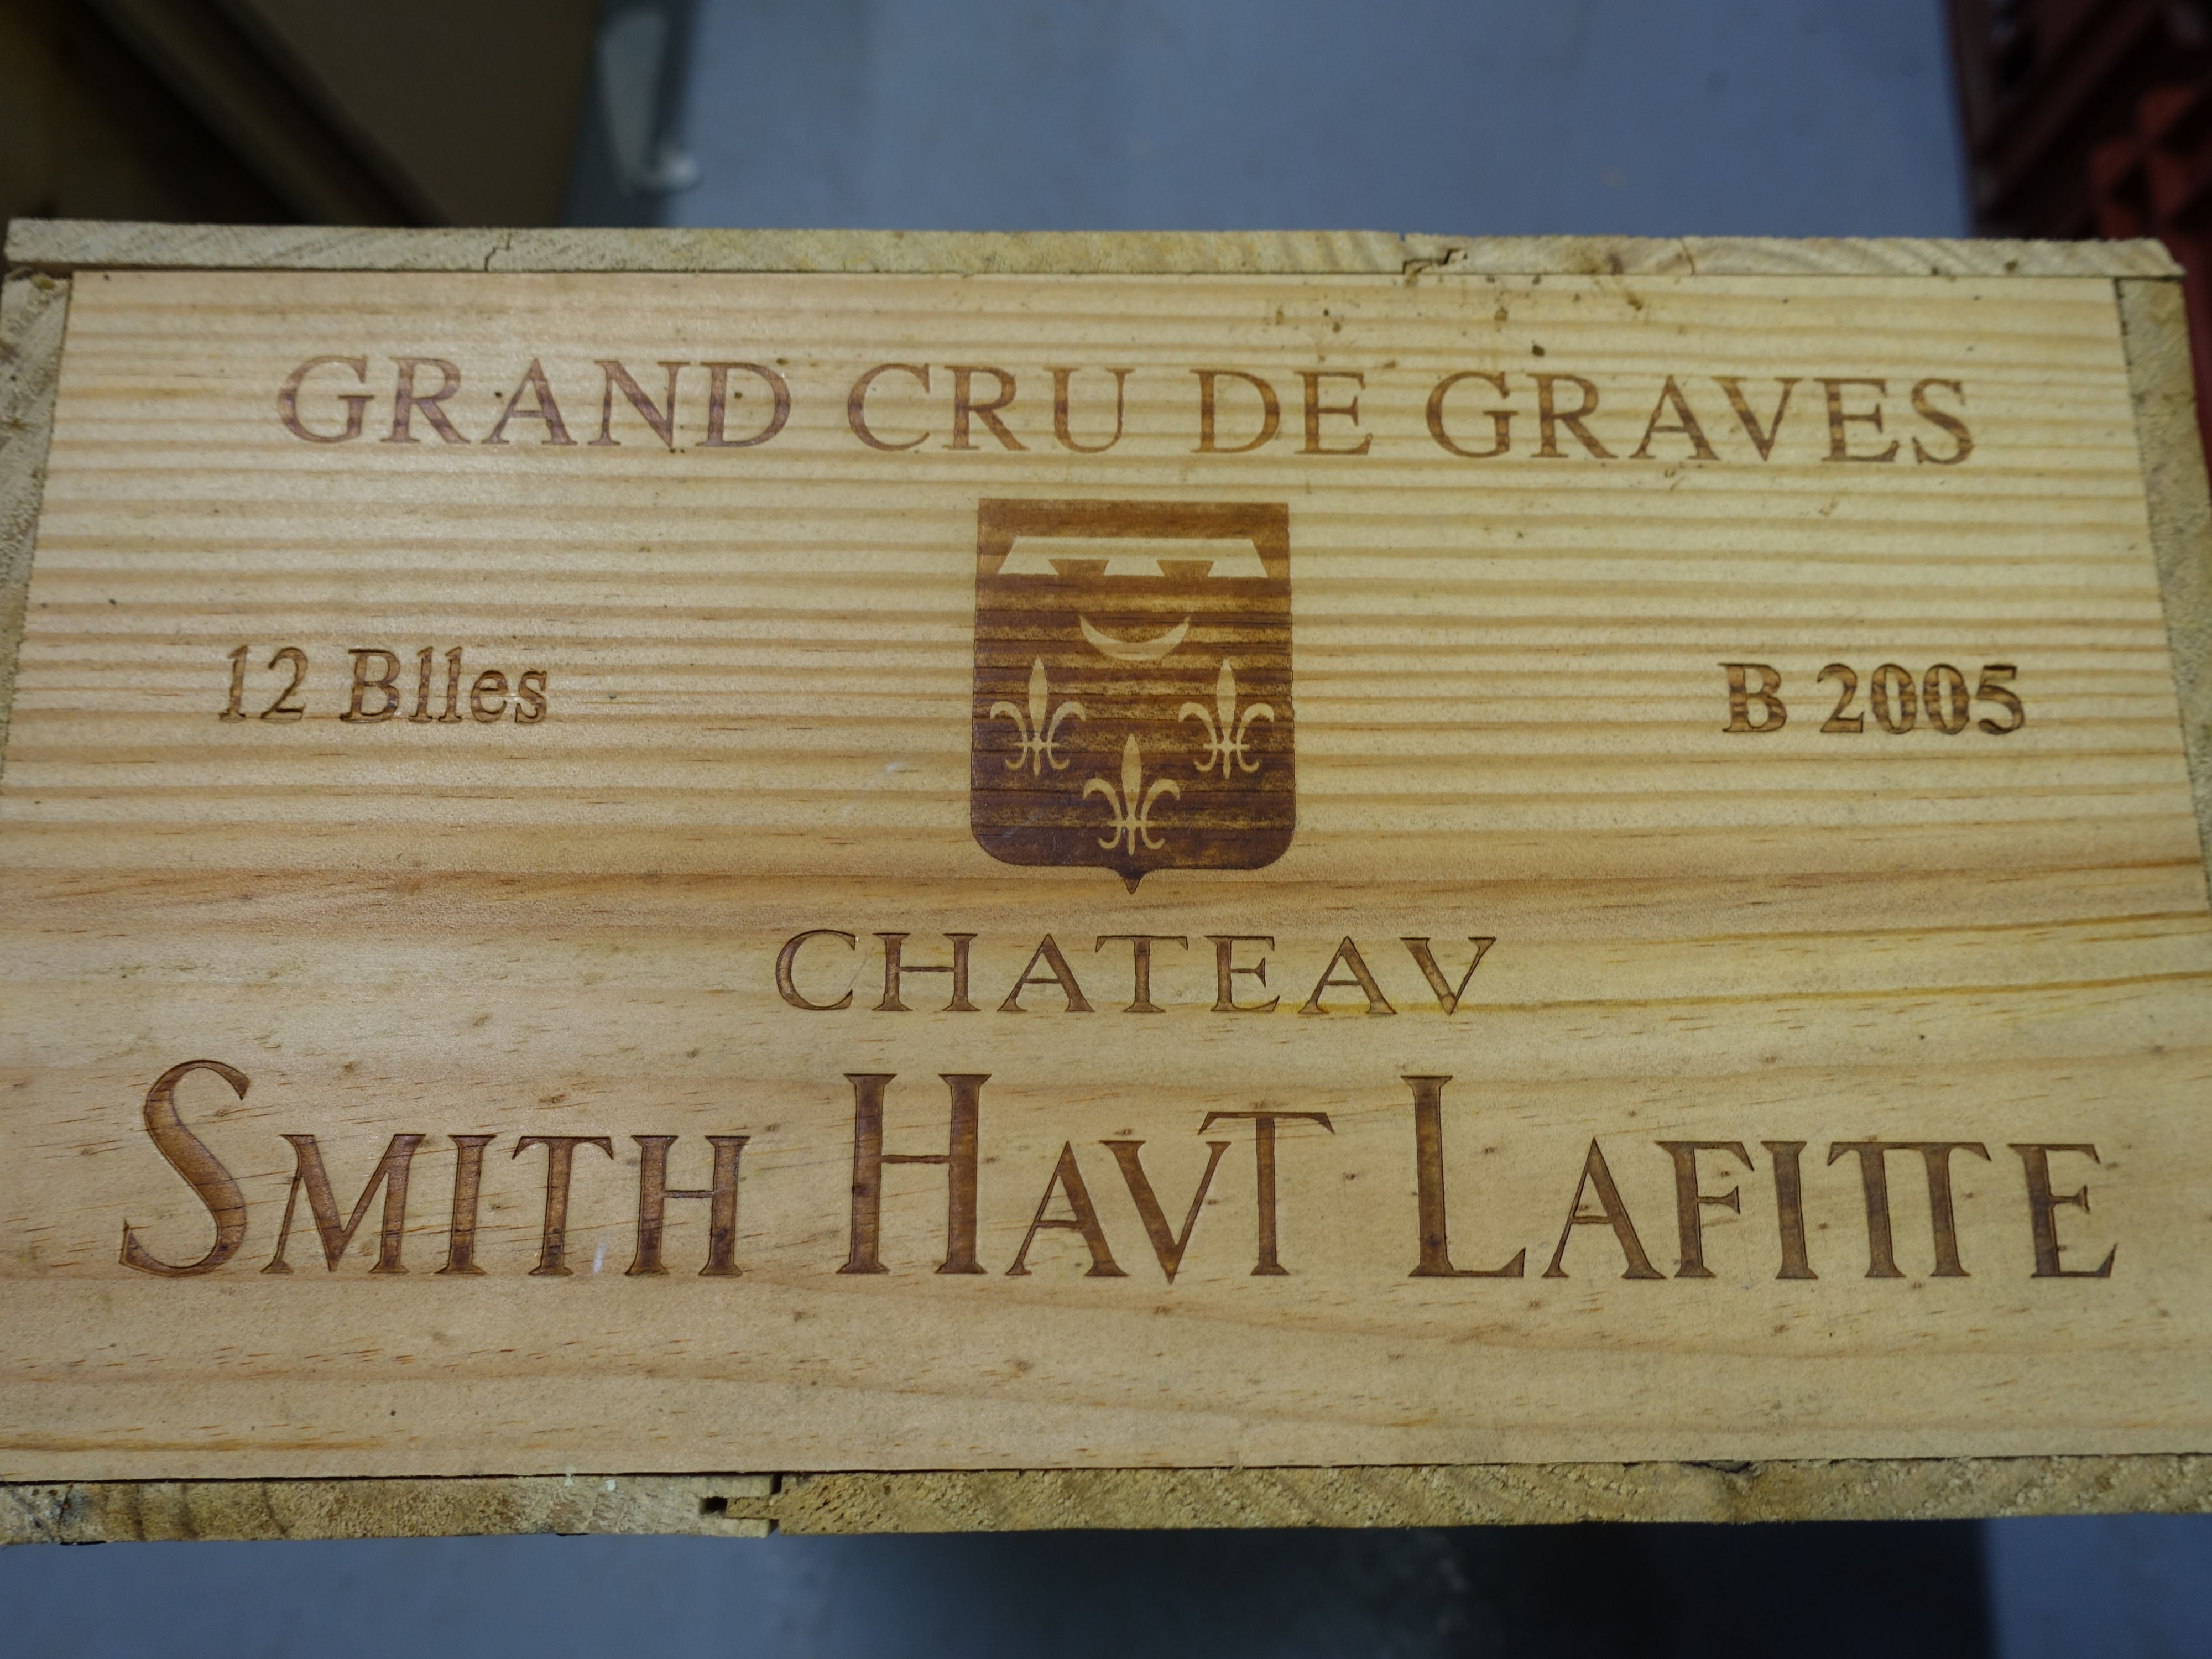 GRAND CRU DE GRAVES
12 Blles
B 2005
CHATEAV
SMITH HAVT LAFITTE